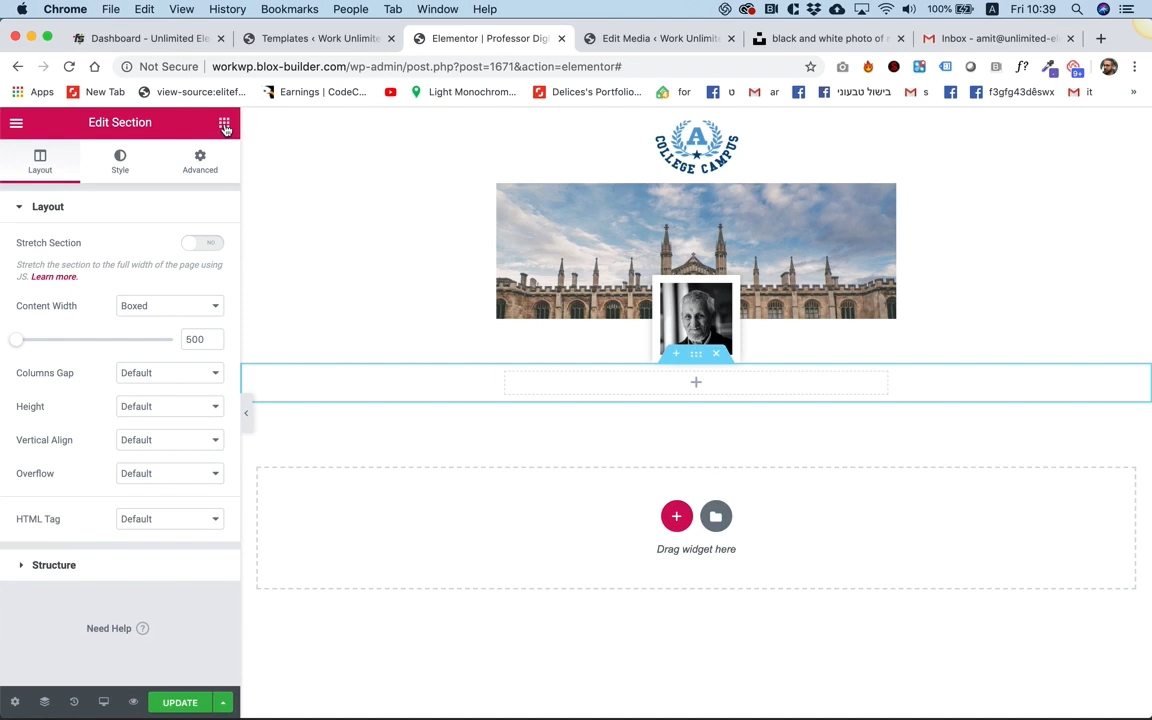 Chrome File Edit View History Bookmarks People Tab Window Help 100% A Fri 10:39
Dashboard - Unlimited Ele Templates ‹ Work Unlimite Elementor | Professor Digi Edit Media ‹ Work Unlimite black and white photo of m Inbox - amit@unlimited-el
Not Secure workwp.blox-builder.com/wp-admin/post.php?post=1671&action=elementor# f? 9+
Apps New Tab view-source:elitef... Earnings | CodeC... Light Monochrom... Delices's Portfolio... for ט ar בישול טבעוני s f3gfg43dêswx it »
Edit Section
Layout Style Advanced
Layout
Stretch Section NO
Stretch the section to the full width of the page using
JS. Learn more.
Content Width Boxed
500
Columns Gap Default
Height Default
Vertical Align Default
Overflow Default
HTML Tag Default
Structure
Need Help ?
UPDATE
A
COLLEGE CAMPUS
Drag widget here